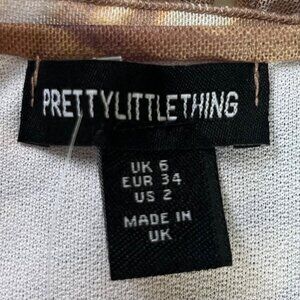 PRETTYLITTLETHING
UK 6
EUR 34
US 2
MADE IN
UK